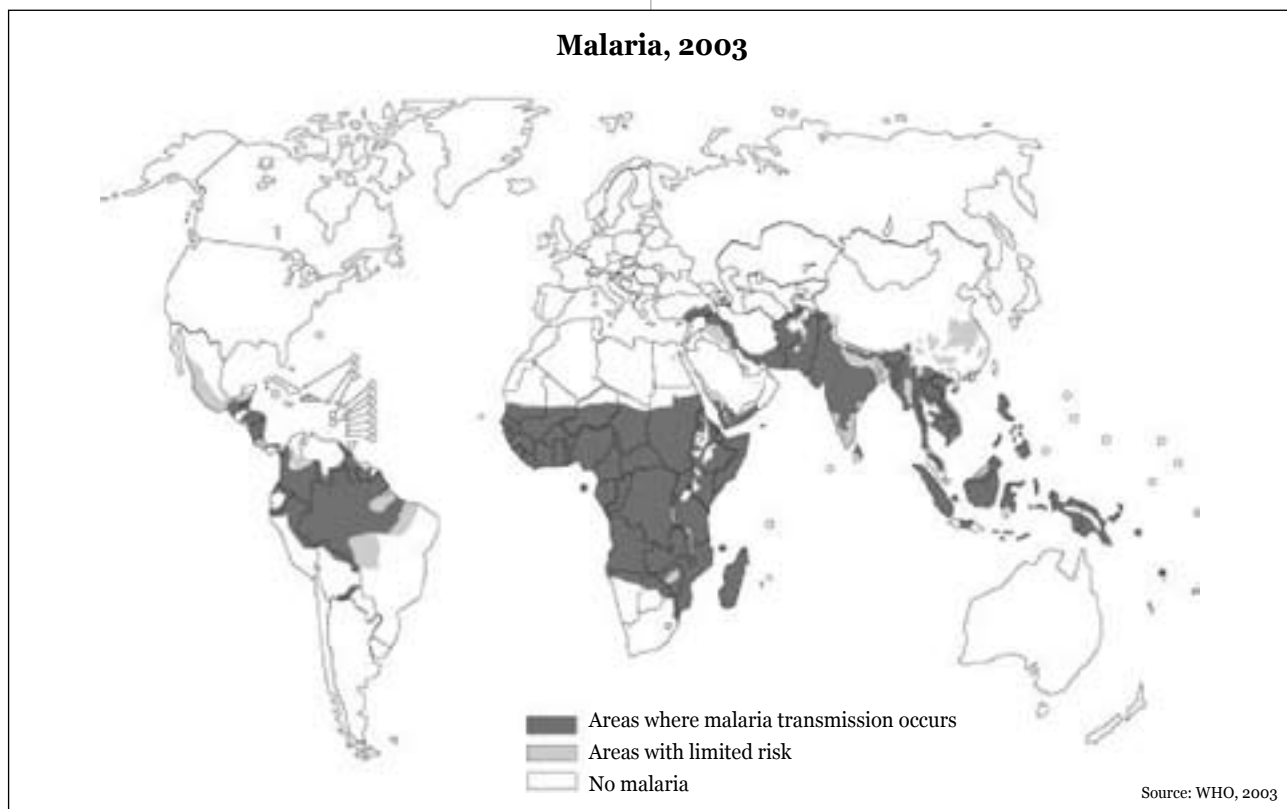 Malaria, 2003
Areas where malaria transmission occurs
Areas with limited risk
No malaria
Source: WHO, 2003